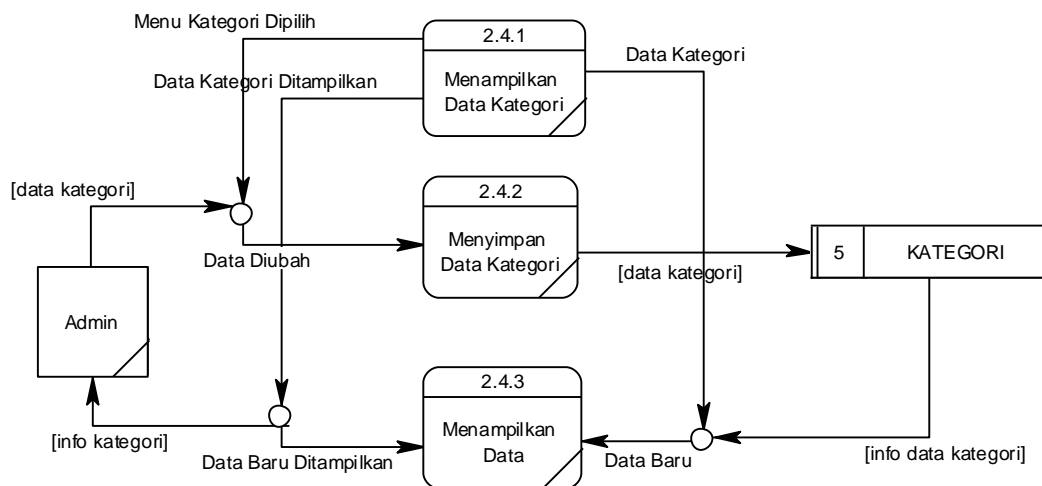 Menu Kategori Dipilih
2.4.1
Data Kategori
Data Kategori Ditampilkan
Menampilkan
Data Kategori
[data kategori]
2.4.2
Menyimpan
Data Kategori
Data Diubah
[data kategori]
5
KATEGORI
Admin
2.4.3
Menampilkan
Data
[info kategori]
Data Baru Ditampilkan
Data Baru
[info data kategori]